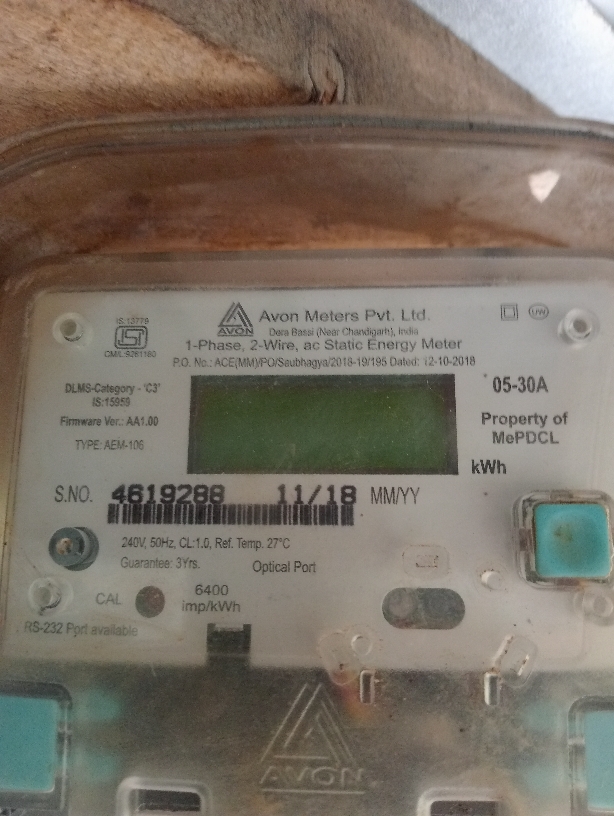 IS:13779
CM/L:9261180
AVON
Avon Meters Pvt. Ltd.
Dera Bassi (Near Chandigarh), India
1-Phase, 2-Wire, ac Static Energy Meter
P.O. No.: ACE(MM)/PO/Saubhagya/2018-19/195 Dated: 12-10-2018
DLMS-Category - 'C3'
IS:15959
Firmware Ver.: AA1.00
TYPE: AEM-106
05-30A
Property of
MePDCL
kWh
S.NO. 4619288 11/18 MM/YY
240V, 50Hz, CL:1.0, Ref. Temp. 27°C
Guarantee: 3Yrs. Optical Port
CAL
6400
imp/kWh
RS-232 Port available
AVON